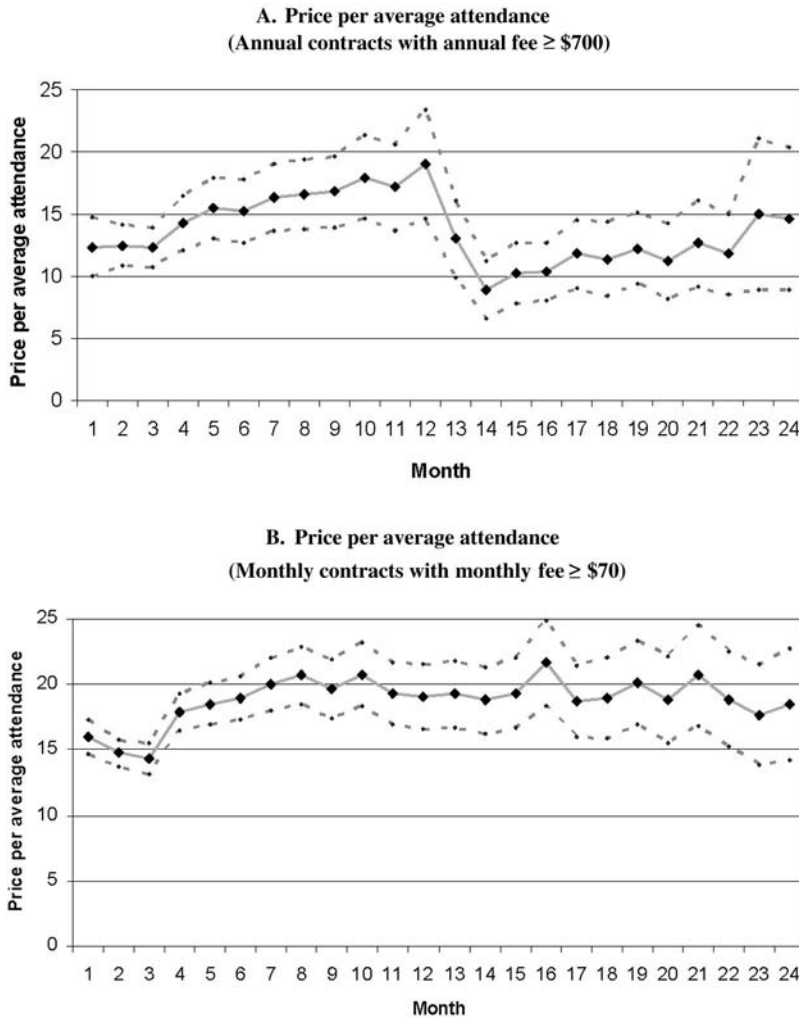 A. Price per average attendance
(Annual contracts with annual fee ≥ $700)
Price per average attendance
25
20
15
10
5
0
1 2 3 4 5 6 7 8 9 10 11 12 13 14 15 16 17 18 19 20 21 22 23 24
Month
B. Price per average attendance
(Monthly contracts with monthly fee ≥ $70)
Price per average attendance
25
20
15
10
5
0
1 2 3 4 5 6 7 8 9 10 11 12 13 14 15 16 17 18 19 20 21 22 23 24
Month